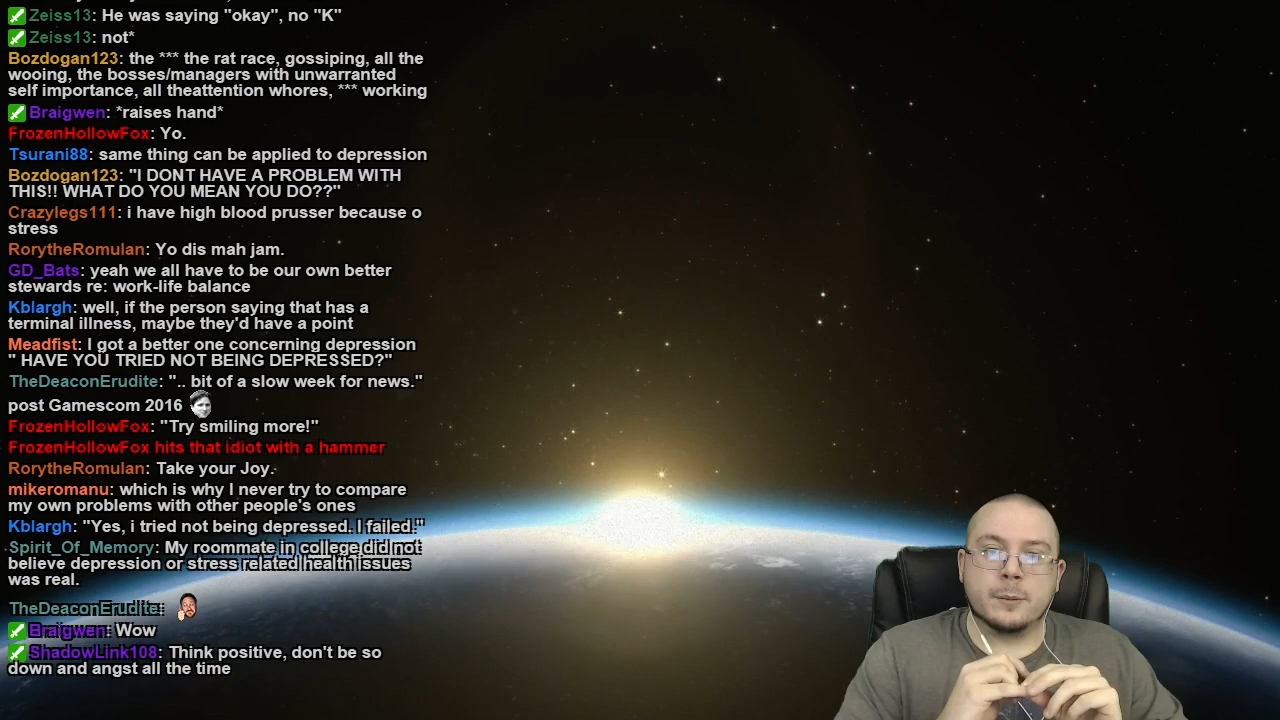 Zeiss13: He was saying "okay", no "K"
Zeiss13: not*
Bozdogan123: the *** the rat race, gossiping, all the
wooing, the bosses/managers with unwarranted
self importance, all theattention whores, *** working
Braigwen: *raises hand*
FrozenHollowFox: Yo.
Tsurani88: same thing can be applied to depression
Bozdogan123: "I DONT HAVE A PROBLEM WITH
THIS!! WHAT DO YOU MEAN YOU DO??"
Crazylegs111: i have high blood prusser because o
stress
RorytheRomulan: Yo dis mah jam.
GD_Bats: yeah we all have to be our own better
stewards re: work-life balance
Kblargh: well, if the person saying that has a
terminal illness, maybe they'd have a point
Meadfist: I got a better one concerning depression
" HAVE YOU TRIED NOT BEING DEPRESSED?"
TheDeaconErudite: ".. bit of a slow week for news."
post Gamescom 2016
FrozenHollowFox: "Try smiling more!"
FrozenHollowFox hits that idiot with a hammer
RorytheRomulan: Take your Joy.
mikeromanu: which is why I never try to compare
my own problems with other people's ones
Kblargh: "Yes, i tried not being depressed. I failed."
Spirit_Of_Memory: My roommate in college did not
believe depression or stress related health issues
was real.
TheDeaconErudite:
Braigwen: Wow
ShadowLink108: Think positive, don't be so
down and angst all the time